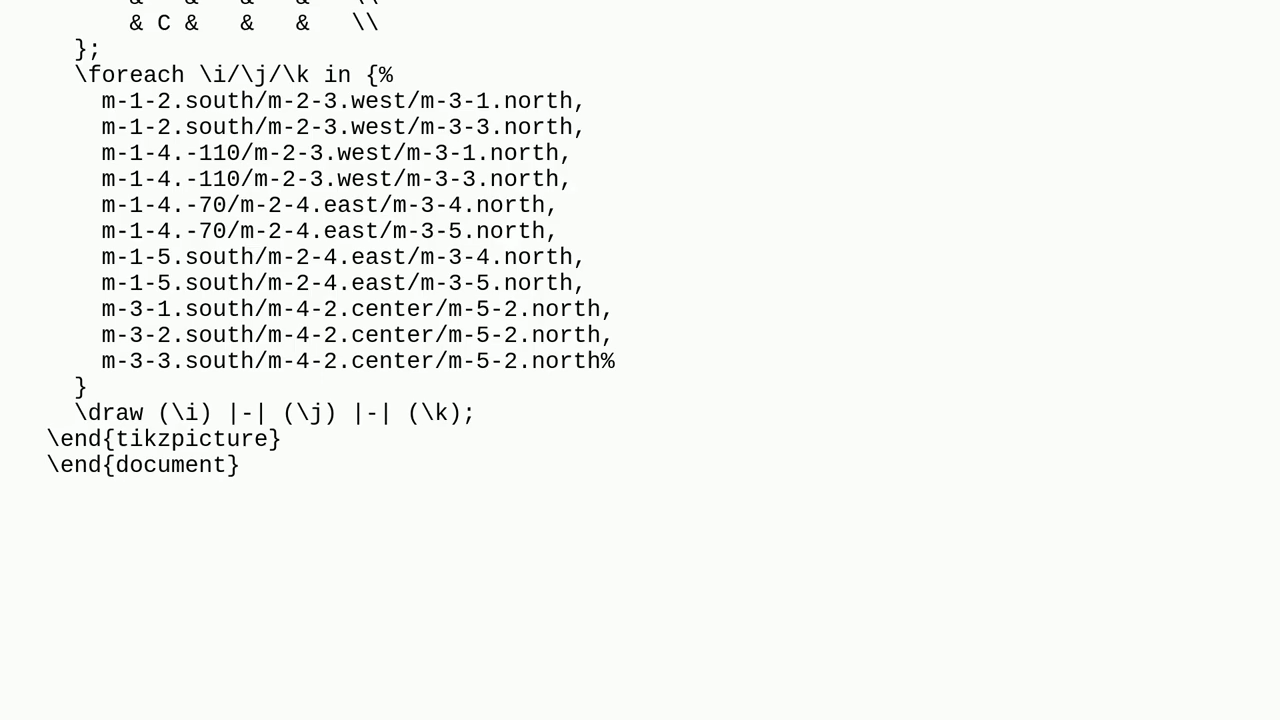 & & & & \\
& C & & & \\
};
\foreach \i/\j/\k in {%
m-1-2.south/m-2-3.west/m-3-1.north,
m-1-2.south/m-2-3.west/m-3-3.north,
m-1-4.-110/m-2-3.west/m-3-1.north,
m-1-4.-110/m-2-3.west/m-3-3.north,
m-1-4.-70/m-2-4.east/m-3-4.north,
m-1-4.-70/m-2-4.east/m-3-5.north,
m-1-5.south/m-2-4.east/m-3-4.north,
m-1-5.south/m-2-4.east/m-3-5.north,
m-3-1.south/m-4-2.center/m-5-2.north,
m-3-2.south/m-4-2.center/m-5-2.north,
m-3-3.south/m-4-2.center/m-5-2.north%
}
\draw (\i) |-| (\j) |-| (\k);
\end{tikzpicture}
\end{document}